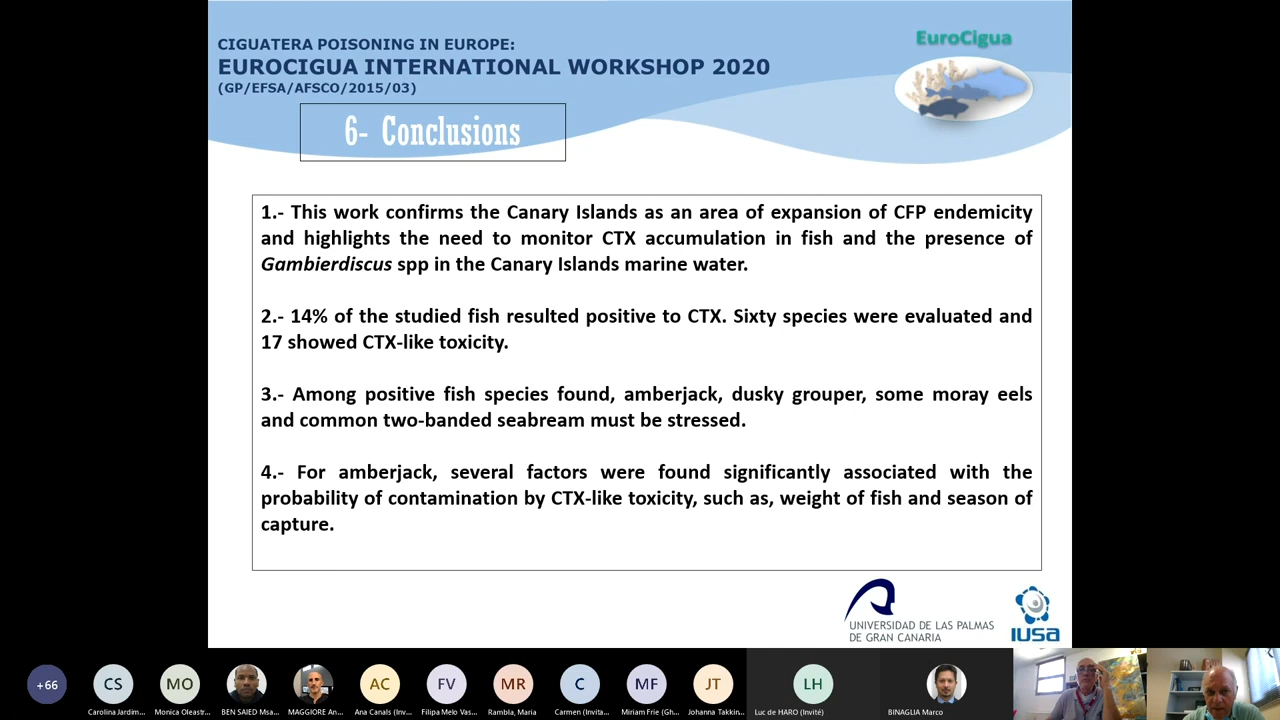 CIGUATERA POISONING IN EUROPE:
EUROCIGUA INTERNATIONAL WORKSHOP 2020
(GP/EFSA/AFSCO/2015/03)
EuroCigua
6- Conclusions
1.- This work confirms the Canary Islands as an area of expansion of CFP endemicity
and highlights the need to monitor CTX accumulation in fish and the presence of
Gambierdiscus spp in the Canary Islands marine water.
2.- 14% of the studied fish resulted positive to CTX. Sixty species were evaluated and
17 showed CTX-like toxicity.
3.- Among positive fish species found, amberjack, dusky grouper, some moray eels
and common two-banded seabream must be stressed.
4.- For amberjack, several factors were found significantly associated with the
probability of contamination by CTX-like toxicity, such as, weight of fish and season of
capture.
UNIVERSIDAD DE LAS PALMAS
DE GRAN CANARIA
IUSA
+66
CS
MO
AC
FV
MR
C
MF
JT
LH
Carolina Jardim...
Monica Oleastr...
BEN SAIED Msa...
MAGGIORE An...
Ana Canals (Inv...
Filipa Melo Vas...
Rambla, Maria
Carmen (Invita...
Miriam Frie (Gh...
Johanna Takkin...
Luc de HARO (Invité)
BINAGLIA Marco